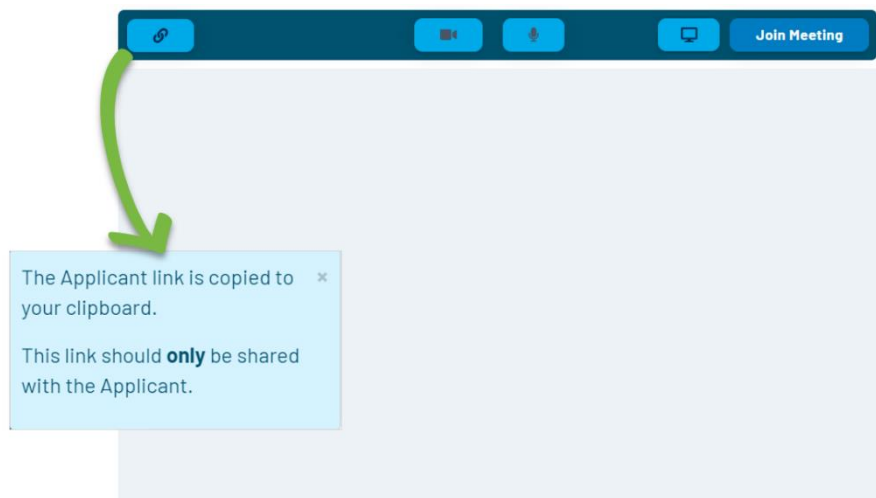 Join Meeting
The Applicant link is copied to
your clipboard.
This link should only be shared
with the Applicant.